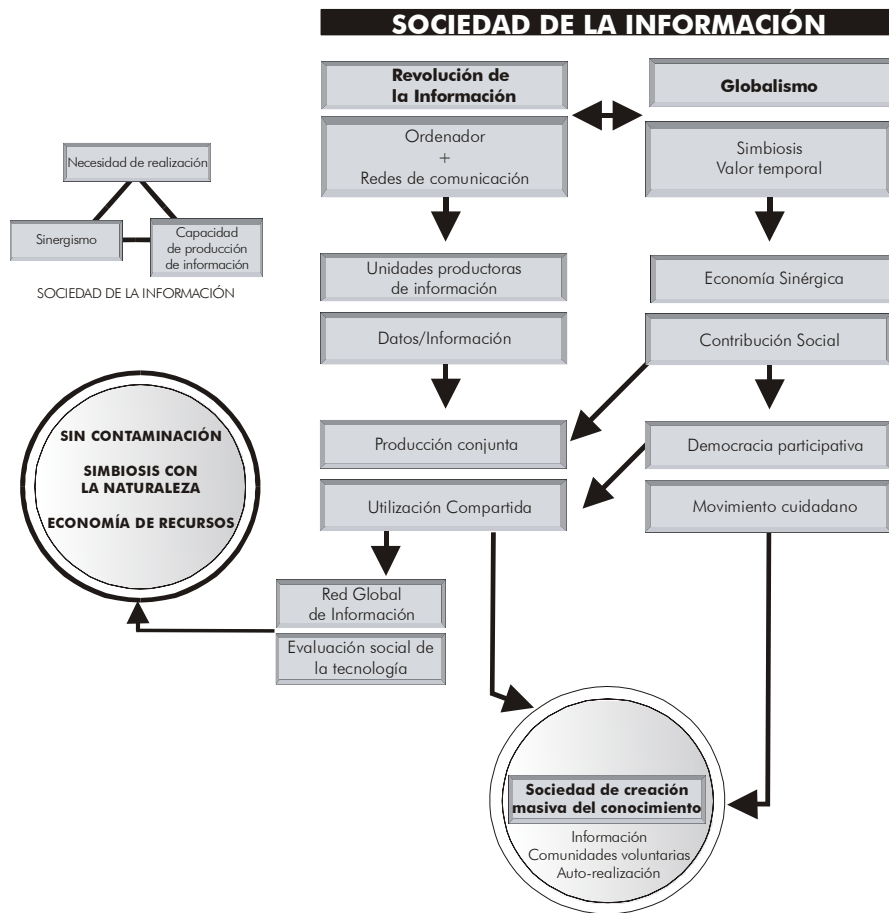 SOCIEDAD DE LA INFORMACIÓN
Revolución de
la Información
Globalismo
Ordenador
+
Redes de comunicación
Simbiosis
Valor temporal
Necesidad de realización
Sinergismo
Capacidad
de producción
de información
SOCIEDAD DE LA INFORMACIÓN
Unidades productoras
de información
Economía Sinérgica
Datos/Información
Contribución Social
Producción conjunta
Democracia participativa
Utilización Compartida
Movimiento cuidadano
SIN CONTAMINACIÓN
SIMBIOSIS CON
LA NATURALEZA
ECONOMÍA DE RECURSOS
Red Global
de Información
Evaluación social de
la tecnología
Sociedad de creación
masiva del conocimiento
Información
Comunidades voluntarias
Auto-realización